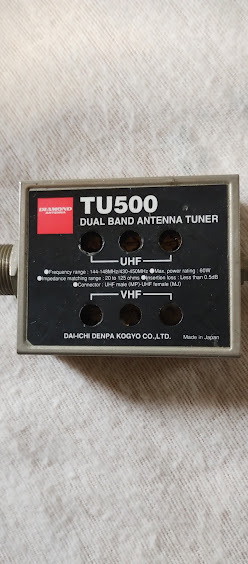 DIAMOND
ANTENNA
TU500
DUAL BAND ANTENNA TUNER
UHF
●Frequency range : 144-148MHz/430-450MHz ●Max. power rating : 60W
●Impedance matching range : 20 to 125 ohms ●Insertion loss : Less than 0.5dB
●Connector : UHF male (MP)-UHF female (MJ)
VHF
DAI-ICHI DENPA KOGYO CO.,LTD.
Made in Japan